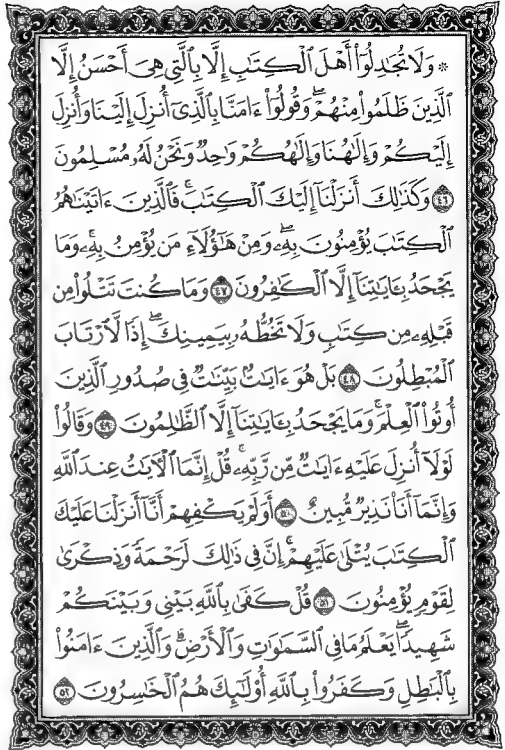 ۞ وَلَا تُجَٰدِلُوٓا۟ أَهْلَ ٱلْكِتَٰبِ إِلَّا بِٱلَّتِى هِىَ أَحْسَنُ إِلَّا
ٱلَّذِينَ ظَلَمُوا۟ مِنْهُمْ ۖ وَقُولُوٓا۟ ءَامَنَّا بِٱلَّذِىٓ أُنزِلَ إِلَيْنَا وَأُنزِلَ
إِلَيْكُمْ وَإِلَٰهُنَا وَإِلَٰهُكُمْ وَٰحِدٌ وَنَحْنُ لَهُۥ مُسْلِمُونَ
٤٦ وَكَذَٰلِكَ أَنزَلْنَآ إِلَيْكَ ٱلْكِتَٰبَ ۚ فَٱلَّذِينَ ءَاتَيْنَٰهُمُ
ٱلْكِتَٰبَ يُؤْمِنُونَ بِهِۦ ۖ وَمِنْ هَٰٓؤُلَآءِ مَن يُؤْمِنُ بِهِۦ ۚ وَمَا
يَجْحَدُ بِـَٔايَٰتِنَآ إِلَّا ٱلْكَٰفِرُونَ ٤٧ وَمَا كُنتَ تَتْلُوا۟ مِن
قَبْلِهِۦ مِن كِتَٰبٍ وَلَا تَخُطُّهُۥ بِيَمِينِكَ ۖ إِذًا لَّٱرْتَابَ
ٱلْمُبْطِلُونَ ٤٨ بَلْ هُوَ ءَايَٰتٌۢ بَيِّنَٰتٌ فِى صُدُورِ ٱلَّذِينَ
أُوتُوا۟ ٱلْعِلْمَ ۚ وَمَا يَجْحَدُ بِـَٔايَٰتِنَآ إِلَّا ٱلظَّٰلِمُونَ ٤٩ وَقَالُوا۟
لَوْلَآ أُنزِلَ عَلَيْهِ ءَايَٰتٌ مِّن رَّبِّهِۦ ۖ قُلْ إِنَّمَا ٱلْءَايَٰتُ عِندَ ٱللَّهِ
وَإِنَّمَآ أَنَا۠ نَذِيرٌ مُّبِينٌ ٥٠ أَوَلَمْ يَكْفِهِمْ أَنَّآ أَنزَلْنَا عَلَيْكَ
ٱلْكِتَٰبَ يُتْلَىٰ عَلَيْهِمْ ۚ إِنَّ فِى ذَٰلِكَ لَرَحْمَةً وَذِكْرَىٰ
لِقَوْمٍ يُؤْمِنُونَ ٥١ قُلْ كَفَىٰ بِٱللَّهِ بَيْنِى وَبَيْنَكُمْ
شَهِيدًا ۖ يَعْلَمُ مَا فِى ٱلسَّمَٰوَٰتِ وَٱلْأَرْضِ ۗ وَٱلَّذِينَ ءَامَنُوا۟
بِٱلْبَٰطِلِ وَكَفَرُوا۟ بِٱللَّهِ أُو۟لَٰٓئِكَ هُمُ ٱلْخَٰسِرُونَ ٥٢